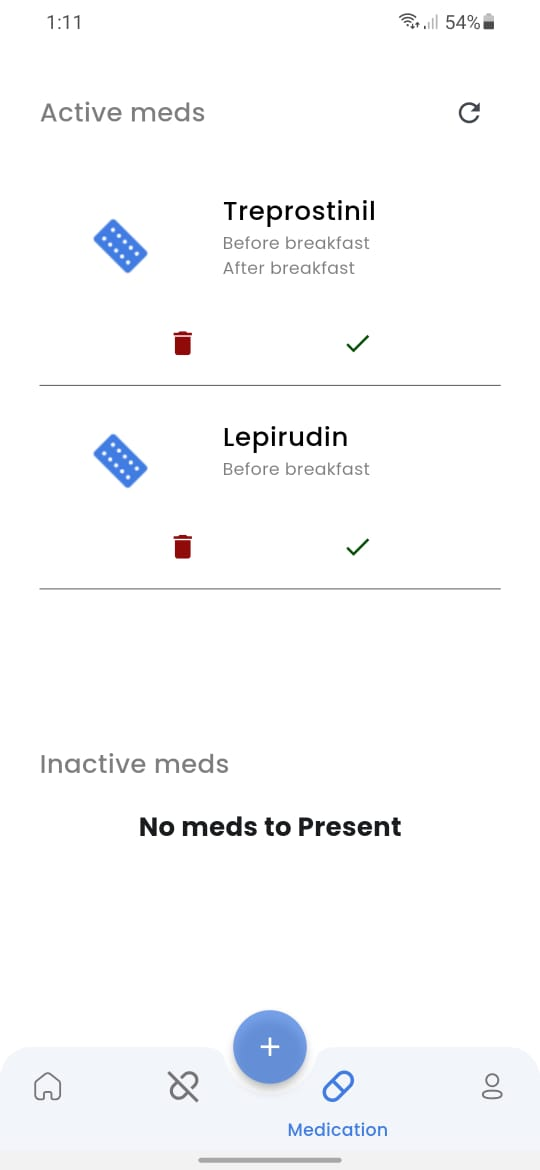 1:11
54%
Active meds
Treprostinil
Before breakfast
After breakfast
Lepirudin
Before breakfast
Inactive meds
No meds to Present
+
Medication